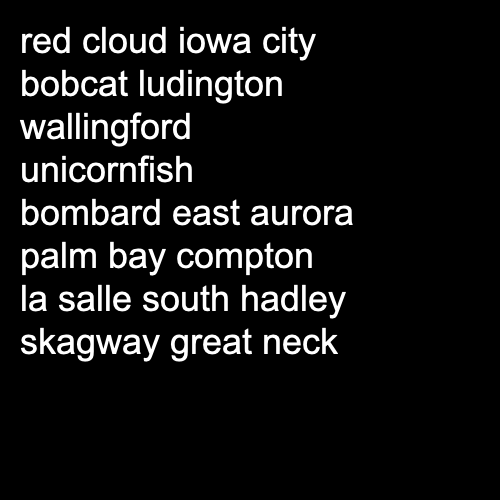 red cloud iowa city
bobcat ludington
wallingford
unicornfish
bombard east aurora
palm bay compton
la salle south hadley
skagway great neck